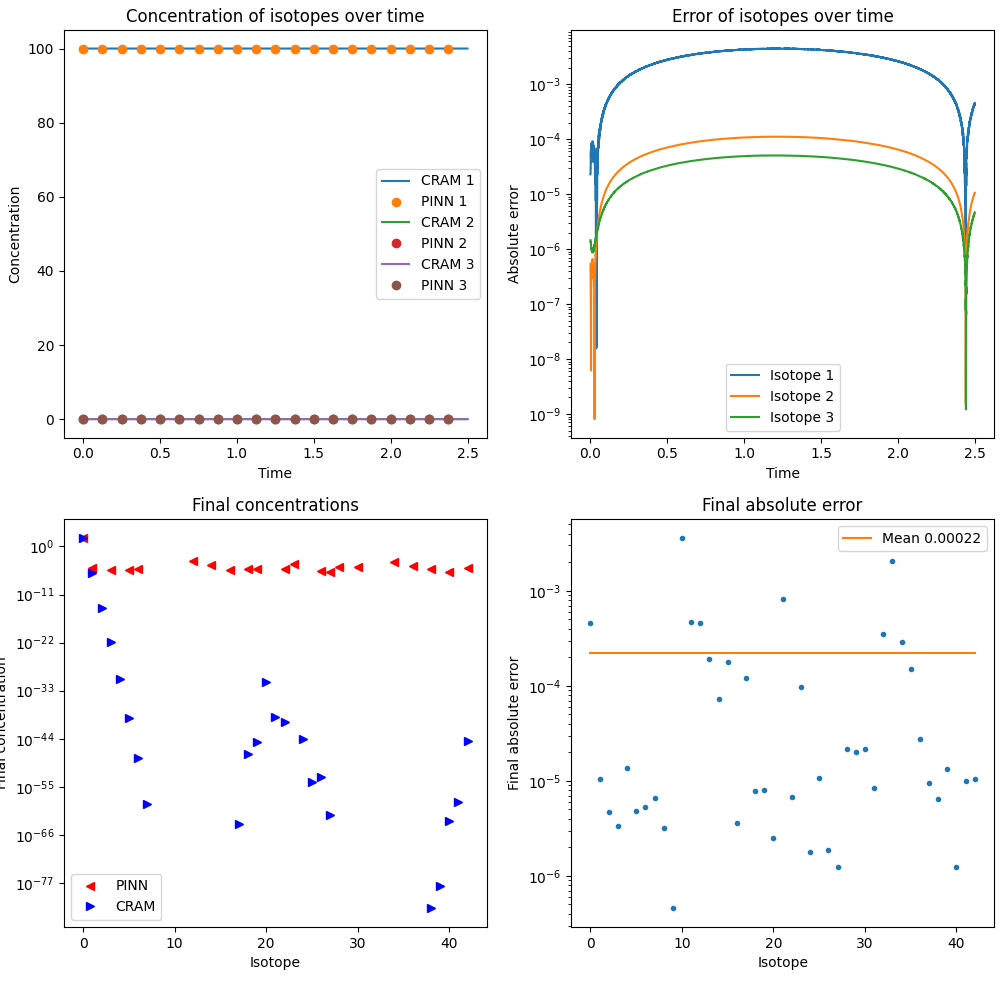 Concentration of isotopes over time
Concentration
100
80
60
40
20
0
0.0 0.5 1.0 1.5 2.0 2.5
Time
CRAM 1
PINN 1
CRAM 2
PINN 2
CRAM 3
PINN 3
Error of isotopes over time
Absolute error
10⁻³
10⁻⁴
10⁻⁵
10⁻⁶
10⁻⁷
10⁻⁸
10⁻⁹
0.0 0.5 1.0 1.5 2.0 2.5
Time
Isotope 1
Isotope 2
Isotope 3
Final concentrations
concentration
10⁰
10⁻¹¹
10⁻²²
10⁻³³
10⁻⁴⁴
10⁻⁵⁵
10⁻⁶⁶
10⁻⁷⁷
0 10 20 30 40
Isotope
PINN
CRAM
Final absolute error
Final absolute error
10⁻³
10⁻⁴
10⁻⁵
10⁻⁶
0 10 20 30 40
Isotope
Mean 0.00022